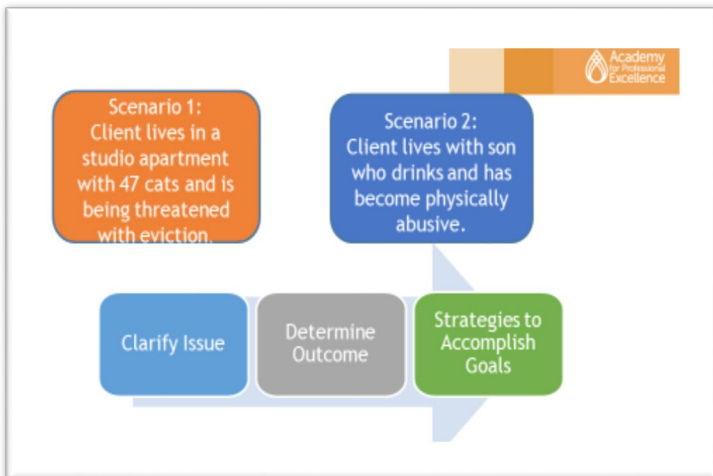 Academy
for Professional
Excellence
Scenario 1:
Client lives in a
studio apartment
with 47 cats and is
being threatened
with eviction.
Scenario 2:
Client lives with son
who drinks and has
become physically
abusive.
Clarify Issue
Determine
Outcome
Strategies to
Accomplish
Goals